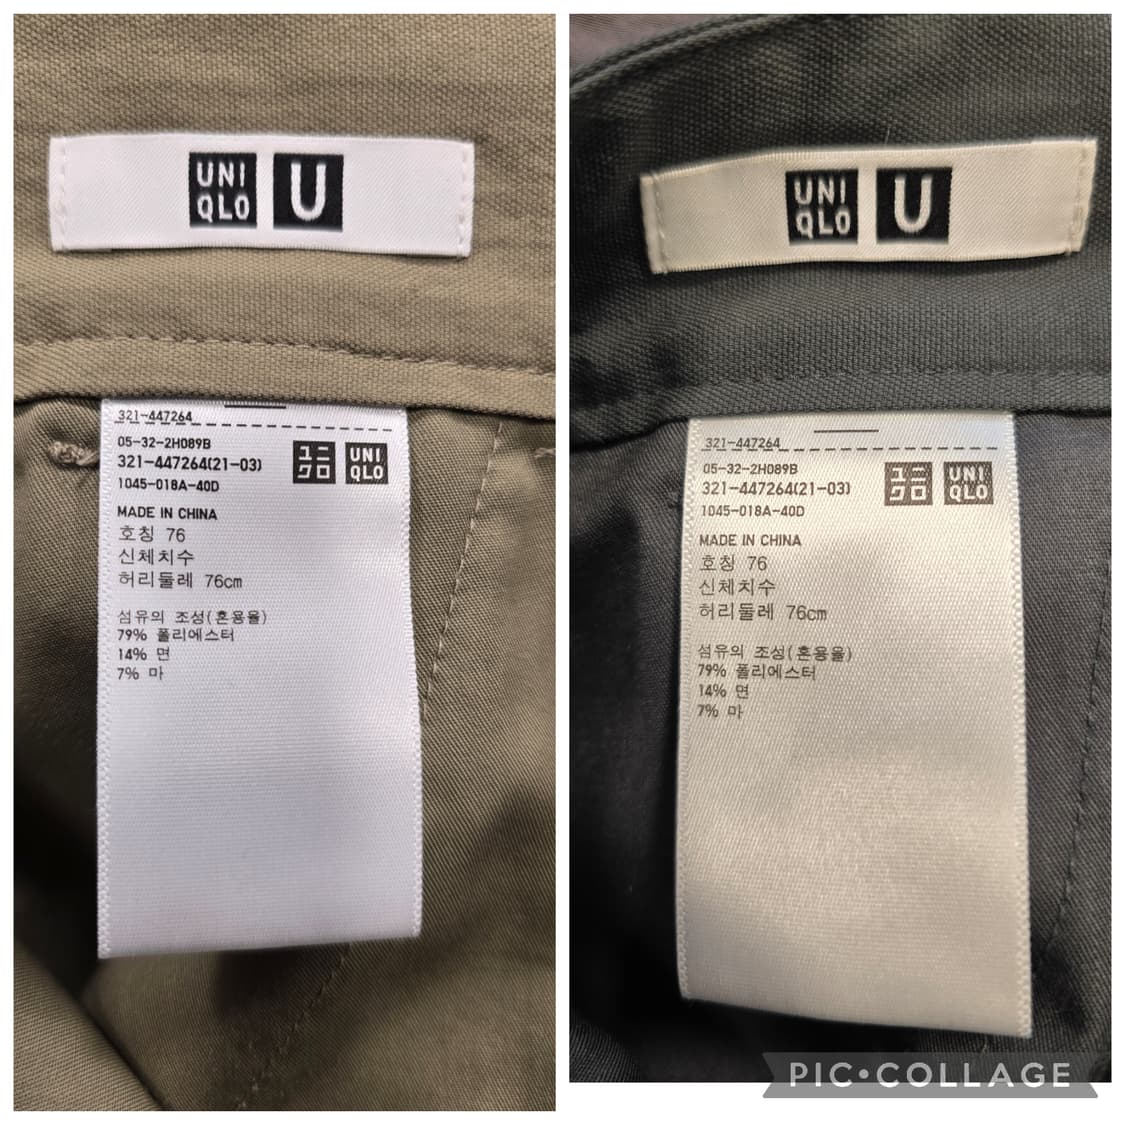 UNI
QLO
U
321-447264
05-32-2H089B
321-447264(21-03)
1045-018A-40D
ユニ
クロ
UNI
QLO
MADE IN CHINA
호칭 76
신체치수
허리둘레 76cm
섬유의 조성(혼용율)
79% 폴리에스터
14% 면
7% 마
UNI
QLO
U
321-447264
05-32-2H089B
321-447264(21-03)
1045-018A-40D
ユニ
クロ
UNI
QLO
MADE IN CHINA
호칭 76
신체치수
허리둘레 76cm
섬유의 조성(혼용율)
79% 폴리에스터
14% 면
7% 마
PIC•COLLAGE